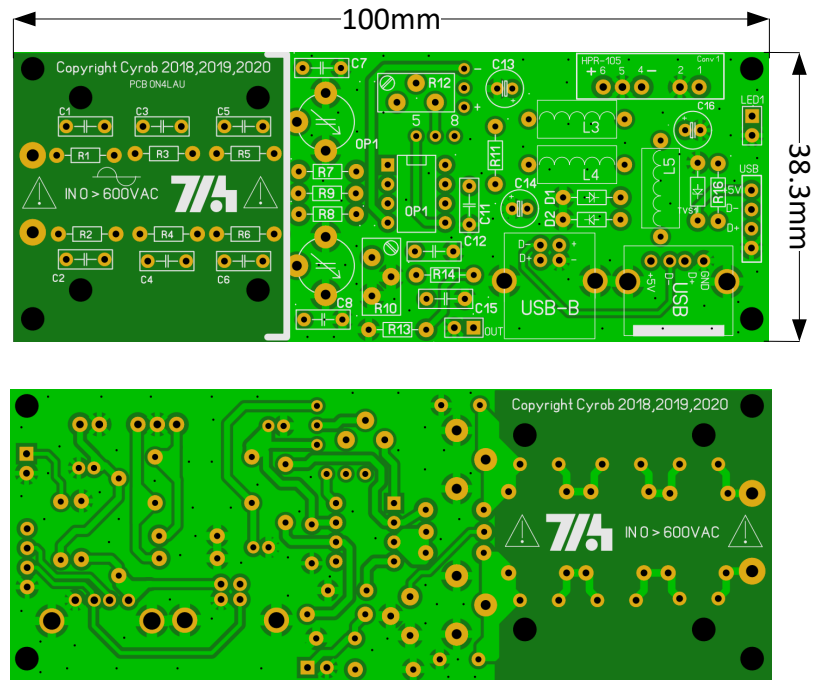 100mm
38.3mm
Copyright Cyrob 2018,2019,2020
PCB ON4LAU
C1
C3
C5
R1
R3
R5
IN 0 > 600VAC
R2
R4
R6
C2
C4
C6
C7
OP1
R7
R9
R8
C8
R12
-
+
5 8
OP1
R10
C13
R11
C11
C14
C12
R14
C15
R13
OUT
HPR-105
Conv 1
+ 6 5 4 - 2 1
L3
L4
D1
D2
D- +
D+ -
USB-B
C16
L5
TVS1
R16
LED1
USB
5V
D-
D+
+5V
D-
D+
GND
USB
Copyright Cyrob 2018,2019,2020
IN 0 > 600VAC